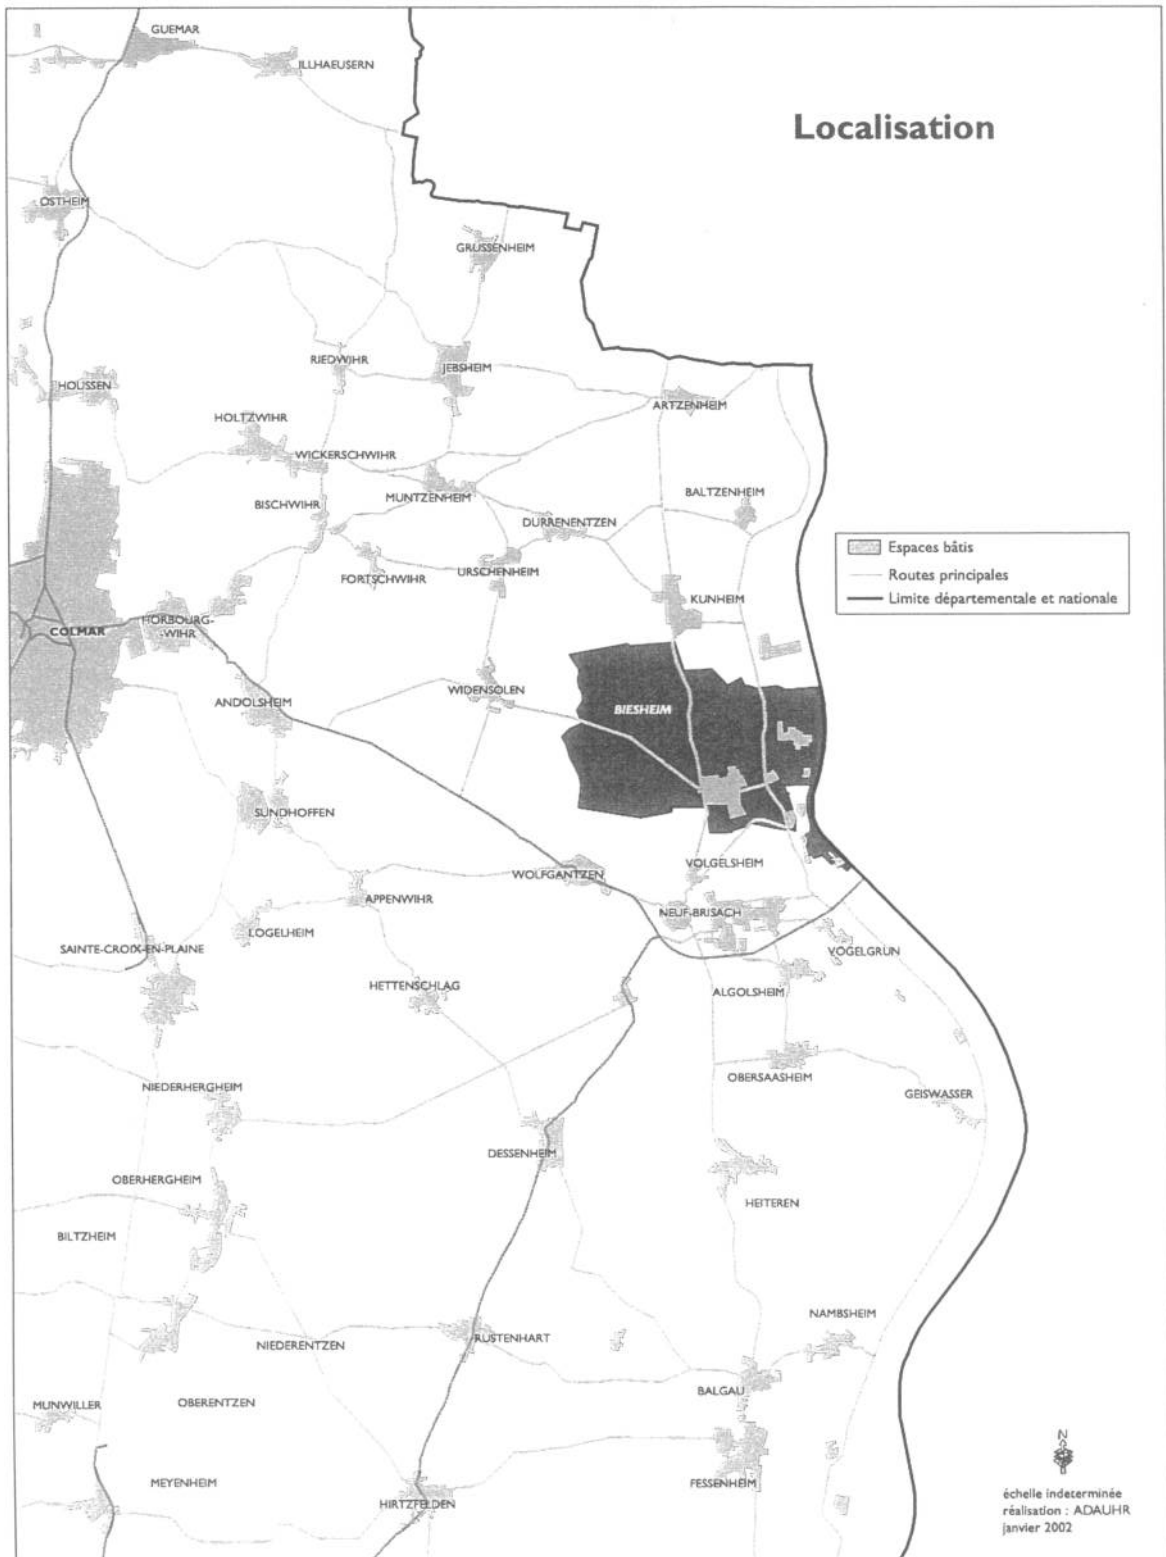 GUEMAR
ILLHAEUSERN
Localisation
OSTHEIM
GRUSSENHEIM
RIEDWIHR
JEBSHEIM
HOUSSEN
ARTZENHEIM
HOLTZWIHR
WICKERSCHWIHR
MUNTZENHEIM
BALTZENHEIM
BISCHWIHR
DURRENENTZEN
Espaces bâtis
FORTSCHWIHR
URSCHENHEIM
Routes principales
KUNHEIM
Limite départementale et nationale
HORBOURG-
-WIHR
COLMAR
WIDENSOLEN
ANDOLSHEIM
BIESHEIM
SUNDHOFFEN
VOLGELSHEIM
WOLFGANTZEN
APPENWIHR
NEUF-BRISACH
LOGELHEIM
SAINTE-CROIX-EN-PLAINE
VOGELGRUN
HETTENSCHLAG
ALGOLSHEIM
OBERSAASHEIM
NIEDERHERGHEIM
GEISWASSER
DESSENHEIM
OBERHERGHEIM
HEITEREN
BILTZHEIM
NAMBSHEIM
NIEDERENTZEN
RUSTENHART
BALGAU
OBERENTZEN
MUNWILLER
N
MEYENHEIM
FESSENHEIM
HIRTZFELDEN
échelle indeterminée
réalisation : ADAUHR
janvier 2002